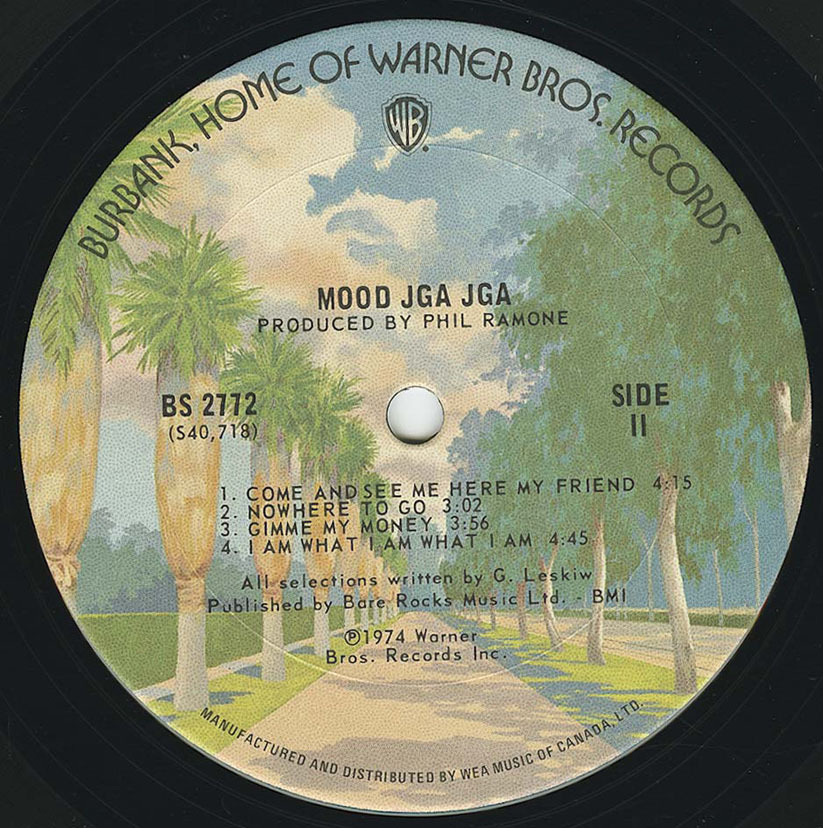 BURBANK, HOME OF WARNER BROS. RECORDS
WB
MOOD JGA JGA
PRODUCED BY PHIL RAMONE
BS 2772
(S40,718)
SIDE
II
1. COME AND SEE ME HERE MY FRIEND 4:15
2. NOWHERE TO GO 3:02
3. GIMME MY MONEY 3:56
4. I AM WHAT I AM WHAT I AM 4:45
All selections written by G. Leskiw
Published by Bare Rocks Music Ltd. - BMI
℗1974 Warner
Bros. Records Inc.
MANUFACTURED AND DISTRIBUTED BY WEA MUSIC OF CANADA, LTD.